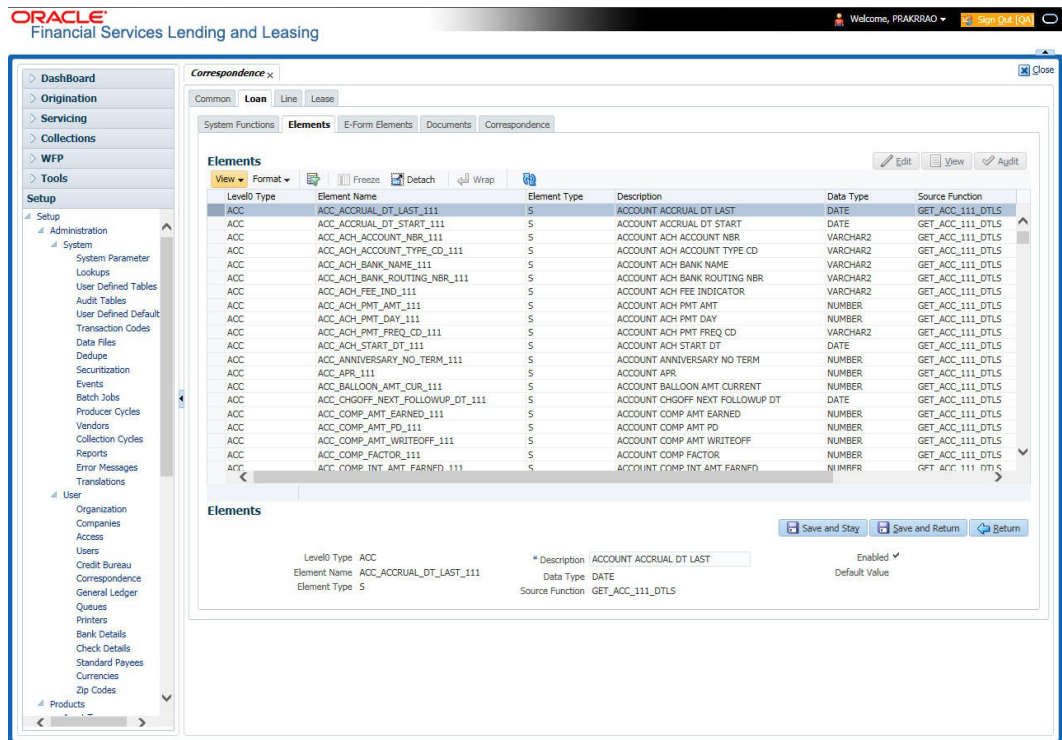 ORACLE
Financial Services Lending and Leasing
Welcome, PRAKRRAO
Sign Out [QA]
Close
DashBoard
Origination
Servicing
Collections
WFP
Tools
Setup
Setup
Administration
System
System Parameter
Lookups
User Defined Tables
Audit Tables
User Defined Default
Transaction Codes
Data Files
Dedupe
Securitization
Events
Batch Jobs
Producer Cycles
Vendors
Collection Cycles
Reports
Error Messages
Translations
User
Organization
Companies
Access
Users
Credit Bureau
Correspondence
General Ledger
Queues
Printers
Bank Details
Check Details
Standard Payees
Currencies
Zip Codes
Products
Correspondence x
Common Loan Line Lease
System Functions Elements E-Form Elements Documents Correspondence
Elements
Edit View Audit
View Format Freeze Detach Wrap
Level0 Type Element Name Element Type Description Data Type Source Function
ACC ACC_ACCRUAL_DT_LAST_111 S ACCOUNT ACCRUAL DT LAST DATE GET_ACC_111_DTLS
ACC ACC_ACCRUAL_DT_START_111 S ACCOUNT ACCRUAL DT START DATE GET_ACC_111_DTLS
ACC ACC_ACH_ACCOUNT_NBR_111 S ACCOUNT ACH ACCOUNT NBR VARCHAR2 GET_ACC_111_DTLS
ACC ACC_ACH_ACCOUNT_TYPE_CD_111 S ACCOUNT ACH ACCOUNT TYPE CD VARCHAR2 GET_ACC_111_DTLS
ACC ACC_ACH_BANK_NAME_111 S ACCOUNT ACH BANK NAME VARCHAR2 GET_ACC_111_DTLS
ACC ACC_ACH_BANK_ROUTING_NBR_111 S ACCOUNT ACH BANK ROUTING NBR VARCHAR2 GET_ACC_111_DTLS
ACC ACC_ACH_FEE_IND_111 S ACCOUNT ACH FEE INDICATOR VARCHAR2 GET_ACC_111_DTLS
ACC ACC_ACH_PMT_AMT_111 S ACCOUNT ACH PMT AMT NUMBER GET_ACC_111_DTLS
ACC ACC_ACH_PMT_DAY_111 S ACCOUNT ACH PMT DAY NUMBER GET_ACC_111_DTLS
ACC ACC_ACH_PMT_FREQ_CD_111 S ACCOUNT ACH PMT FREQ CD VARCHAR2 GET_ACC_111_DTLS
ACC ACC_ACH_START_DT_111 S ACCOUNT ACH START DT DATE GET_ACC_111_DTLS
ACC ACC_ANNIVERSARY_NO_TERM_111 S ACCOUNT ANNIVERSARY NO TERM NUMBER GET_ACC_111_DTLS
ACC ACC_APR_111 S ACCOUNT APR NUMBER GET_ACC_111_DTLS
ACC ACC_BALLOON_AMT_CUR_111 S ACCOUNT BALLOON AMT CURRENT NUMBER GET_ACC_111_DTLS
ACC ACC_CHGOFF_NEXT_FOLLOWUP_DT_111 S ACCOUNT CHGOFF NEXT FOLLOWUP DT DATE GET_ACC_111_DTLS
ACC ACC_COMP_AMT_EARNED_111 S ACCOUNT COMP AMT EARNED NUMBER GET_ACC_111_DTLS
ACC ACC_COMP_AMT_PD_111 S ACCOUNT COMP AMT PD NUMBER GET_ACC_111_DTLS
ACC ACC_COMP_AMT_WRITEOFF_111 S ACCOUNT COMP AMT WRITEOFF NUMBER GET_ACC_111_DTLS
ACC ACC_COMP_FACTOR_111 S ACCOUNT COMP FACTOR NUMBER GET_ACC_111_DTLS
ACC ACC_COMP_INT_AMT_EARNED_111 S ACCOUNT COMP INT AMT EARNED NUMBER GET_ACC_111_DTLS
Elements
Save and Stay Save and Return Return
Level0 Type ACC
Element Name ACC_ACCRUAL_DT_LAST_111
Element Type S
* Description ACCOUNT ACCRUAL DT LAST
Data Type DATE
Source Function GET_ACC_111_DTLS
Enabled
Default Value